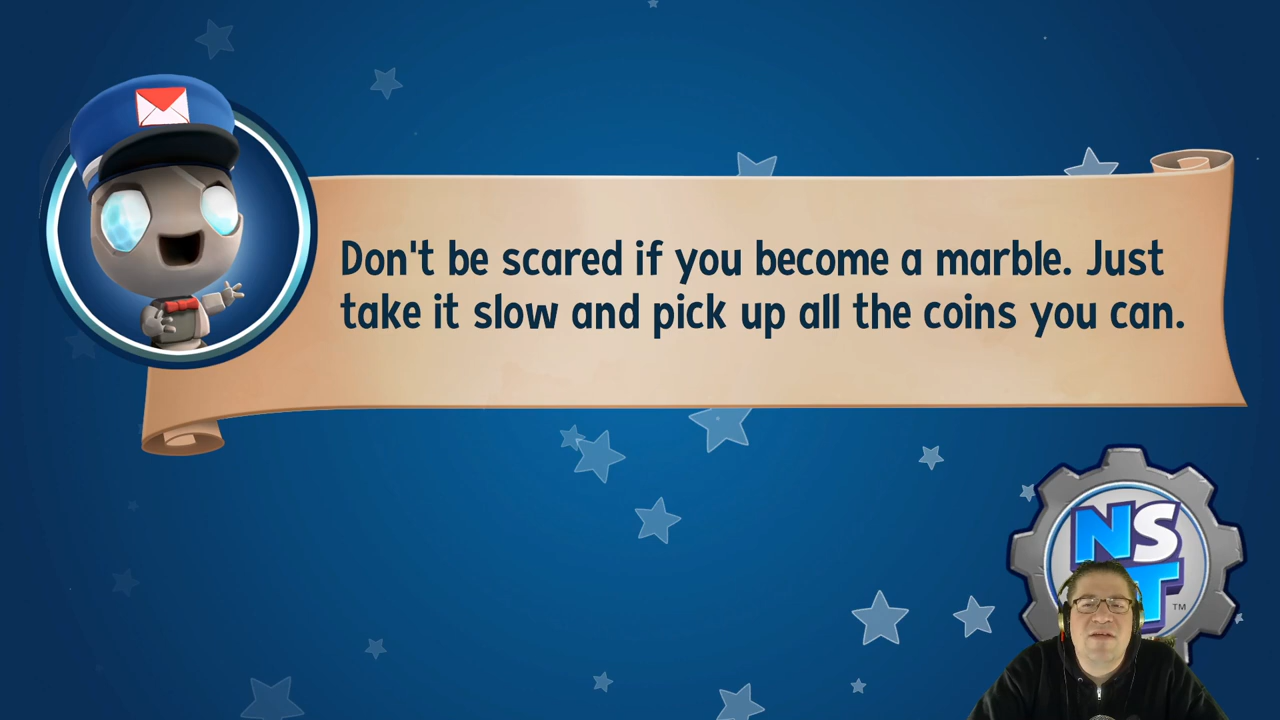 Don't be scared if you become a marble. Just
take it slow and pick up all the coins you can.
NS
T
TM